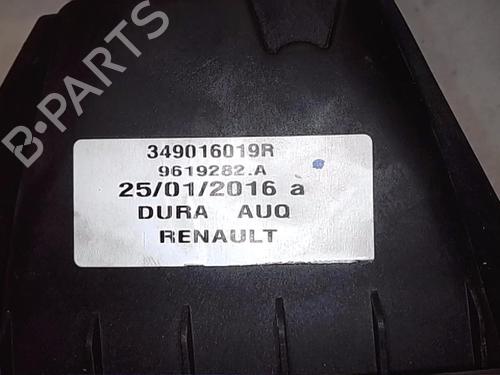 B-PARTS
349016019R
9619282.A
25/01/2016 a
DURA AUQ
RENAULT